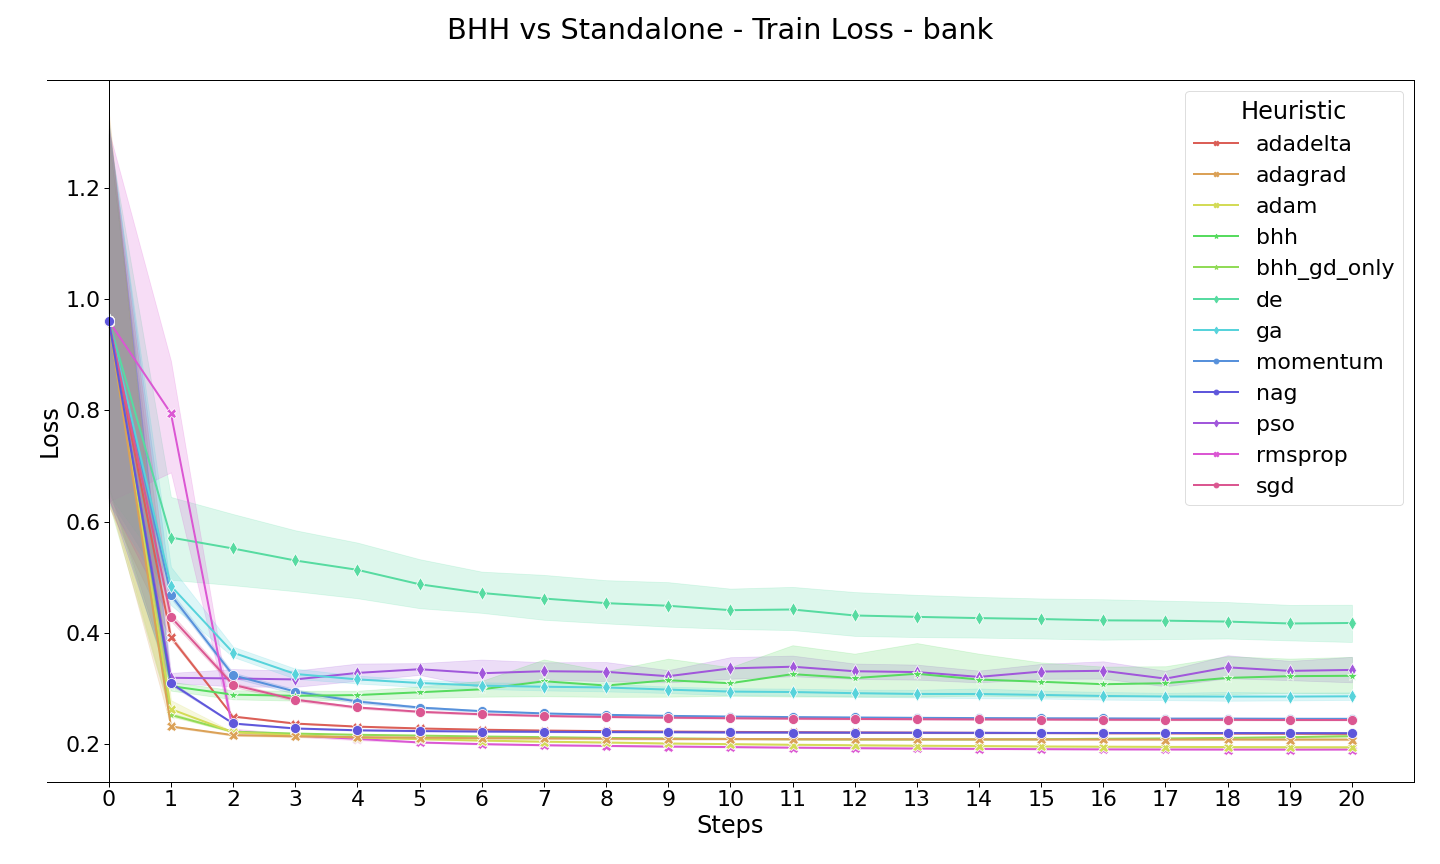 BHH vs Standalone - Train Loss - bank
Heuristic
adadelta
adagrad
adam
bhh
bhh_gd_only
de
ga
momentum
nag
pso
rmsprop
sgd
1.2
1.0
0.8
0.6
0.4
0.2
Loss
0 1 2 3 4 5 6 7 8 9 10 11 12 13 14 15 16 17 18 19 20
Steps